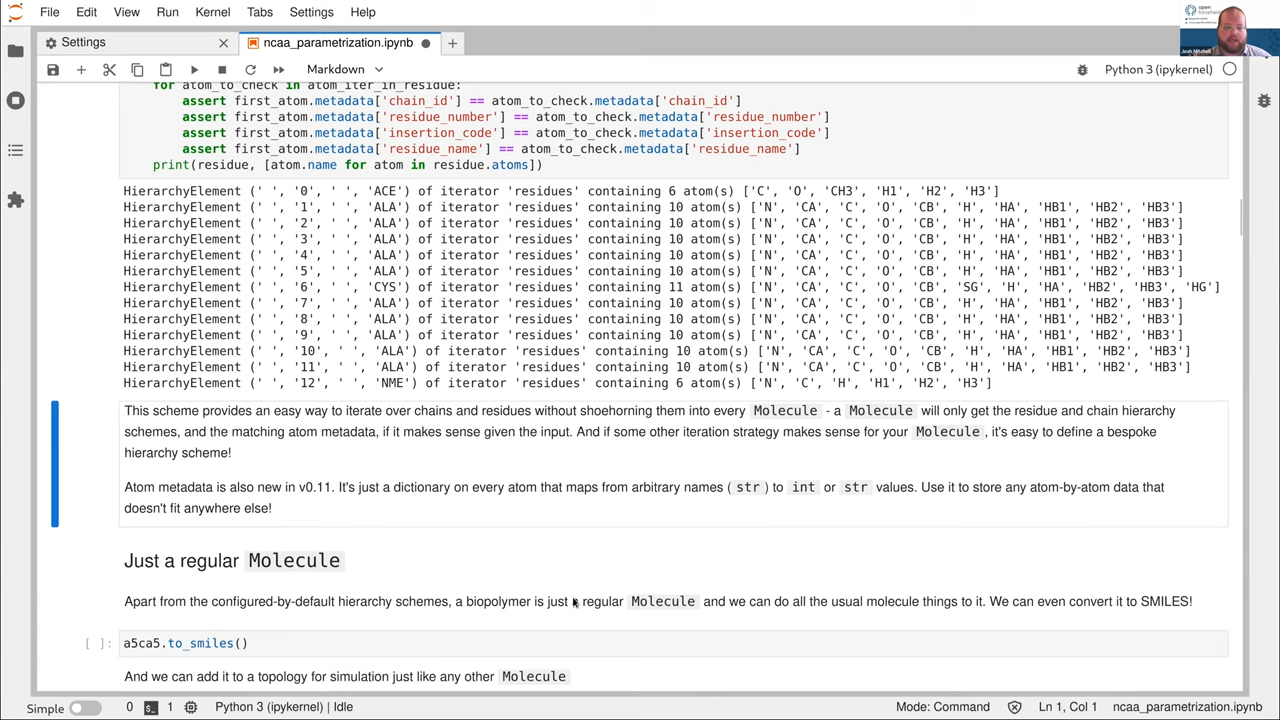 File Edit View Run Kernel Tabs Settings Help
open
forcefield
Josh Mitchell
Settings
ncaa_parametrization.ipynb
Markdown
Python 3 (ipykernel)
for atom_to_check in atom_iter_in_residue:
assert first_atom.metadata['chain_id'] == atom_to_check.metadata['chain_id']
assert first_atom.metadata['residue_number'] == atom_to_check.metadata['residue_number']
assert first_atom.metadata['insertion_code'] == atom_to_check.metadata['insertion_code']
assert first_atom.metadata['residue_name'] == atom_to_check.metadata['residue_name']
print(residue, [atom.name for atom in residue.atoms])
HierarchyElement (' ', '0', ' ', 'ACE') of iterator 'residues' containing 6 atom(s) ['C', 'O', 'CH3', 'H1', 'H2', 'H3']
HierarchyElement (' ', '1', ' ', 'ALA') of iterator 'residues' containing 10 atom(s) ['N', 'CA', 'C', 'O', 'CB', 'H', 'HA', 'HB1', 'HB2', 'HB3']
HierarchyElement (' ', '2', ' ', 'ALA') of iterator 'residues' containing 10 atom(s) ['N', 'CA', 'C', 'O', 'CB', 'H', 'HA', 'HB1', 'HB2', 'HB3']
HierarchyElement (' ', '3', ' ', 'ALA') of iterator 'residues' containing 10 atom(s) ['N', 'CA', 'C', 'O', 'CB', 'H', 'HA', 'HB1', 'HB2', 'HB3']
HierarchyElement (' ', '4', ' ', 'ALA') of iterator 'residues' containing 10 atom(s) ['N', 'CA', 'C', 'O', 'CB', 'H', 'HA', 'HB1', 'HB2', 'HB3']
HierarchyElement (' ', '5', ' ', 'ALA') of iterator 'residues' containing 10 atom(s) ['N', 'CA', 'C', 'O', 'CB', 'H', 'HA', 'HB1', 'HB2', 'HB3']
HierarchyElement (' ', '6', ' ', 'CYS') of iterator 'residues' containing 11 atom(s) ['N', 'CA', 'C', 'O', 'CB', 'SG', 'H', 'HA', 'HB2', 'HB3', 'HG']
HierarchyElement (' ', '7', ' ', 'ALA') of iterator 'residues' containing 10 atom(s) ['N', 'CA', 'C', 'O', 'CB', 'H', 'HA', 'HB1', 'HB2', 'HB3']
HierarchyElement (' ', '8', ' ', 'ALA') of iterator 'residues' containing 10 atom(s) ['N', 'CA', 'C', 'O', 'CB', 'H', 'HA', 'HB1', 'HB2', 'HB3']
HierarchyElement (' ', '9', ' ', 'ALA') of iterator 'residues' containing 10 atom(s) ['N', 'CA', 'C', 'O', 'CB', 'H', 'HA', 'HB1', 'HB2', 'HB3']
HierarchyElement (' ', '10', ' ', 'ALA') of iterator 'residues' containing 10 atom(s) ['N', 'CA', 'C', 'O', 'CB', 'H', 'HA', 'HB1', 'HB2', 'HB3']
HierarchyElement (' ', '11', ' ', 'ALA') of iterator 'residues' containing 10 atom(s) ['N', 'CA', 'C', 'O', 'CB', 'H', 'HA', 'HB1', 'HB2', 'HB3']
HierarchyElement (' ', '12', ' ', 'NME') of iterator 'residues' containing 6 atom(s) ['N', 'C', 'H', 'H1', 'H2', 'H3']
This scheme provides an easy way to iterate over chains and residues without shoehorning them into every Molecule - a Molecule will only get the residue and chain hierarchy
schemes, and the matching atom metadata, if it makes sense given the input. And if some other iteration strategy makes sense for your Molecule, it's easy to define a bespoke
hierarchy scheme!
Atom metadata is also new in v0.11. It's just a dictionary on every atom that maps from arbitrary names ( str ) to int or str values. Use it to store any atom-by-atom data that
doesn't fit anywhere else!
Just a regular Molecule
Apart from the configured-by-default hierarchy schemes, a biopolymer is just a regular Molecule and we can do all the usual molecule things to it. We can even convert it to SMILES!
[ ]: a5ca5.to_smiles()
And we can add it to a topology for simulation just like any other Molecule
Simple 0 1 Python 3 (ipykernel) | Idle Mode: Command Ln 1, Col 1 ncaa_parametrization.ipynb